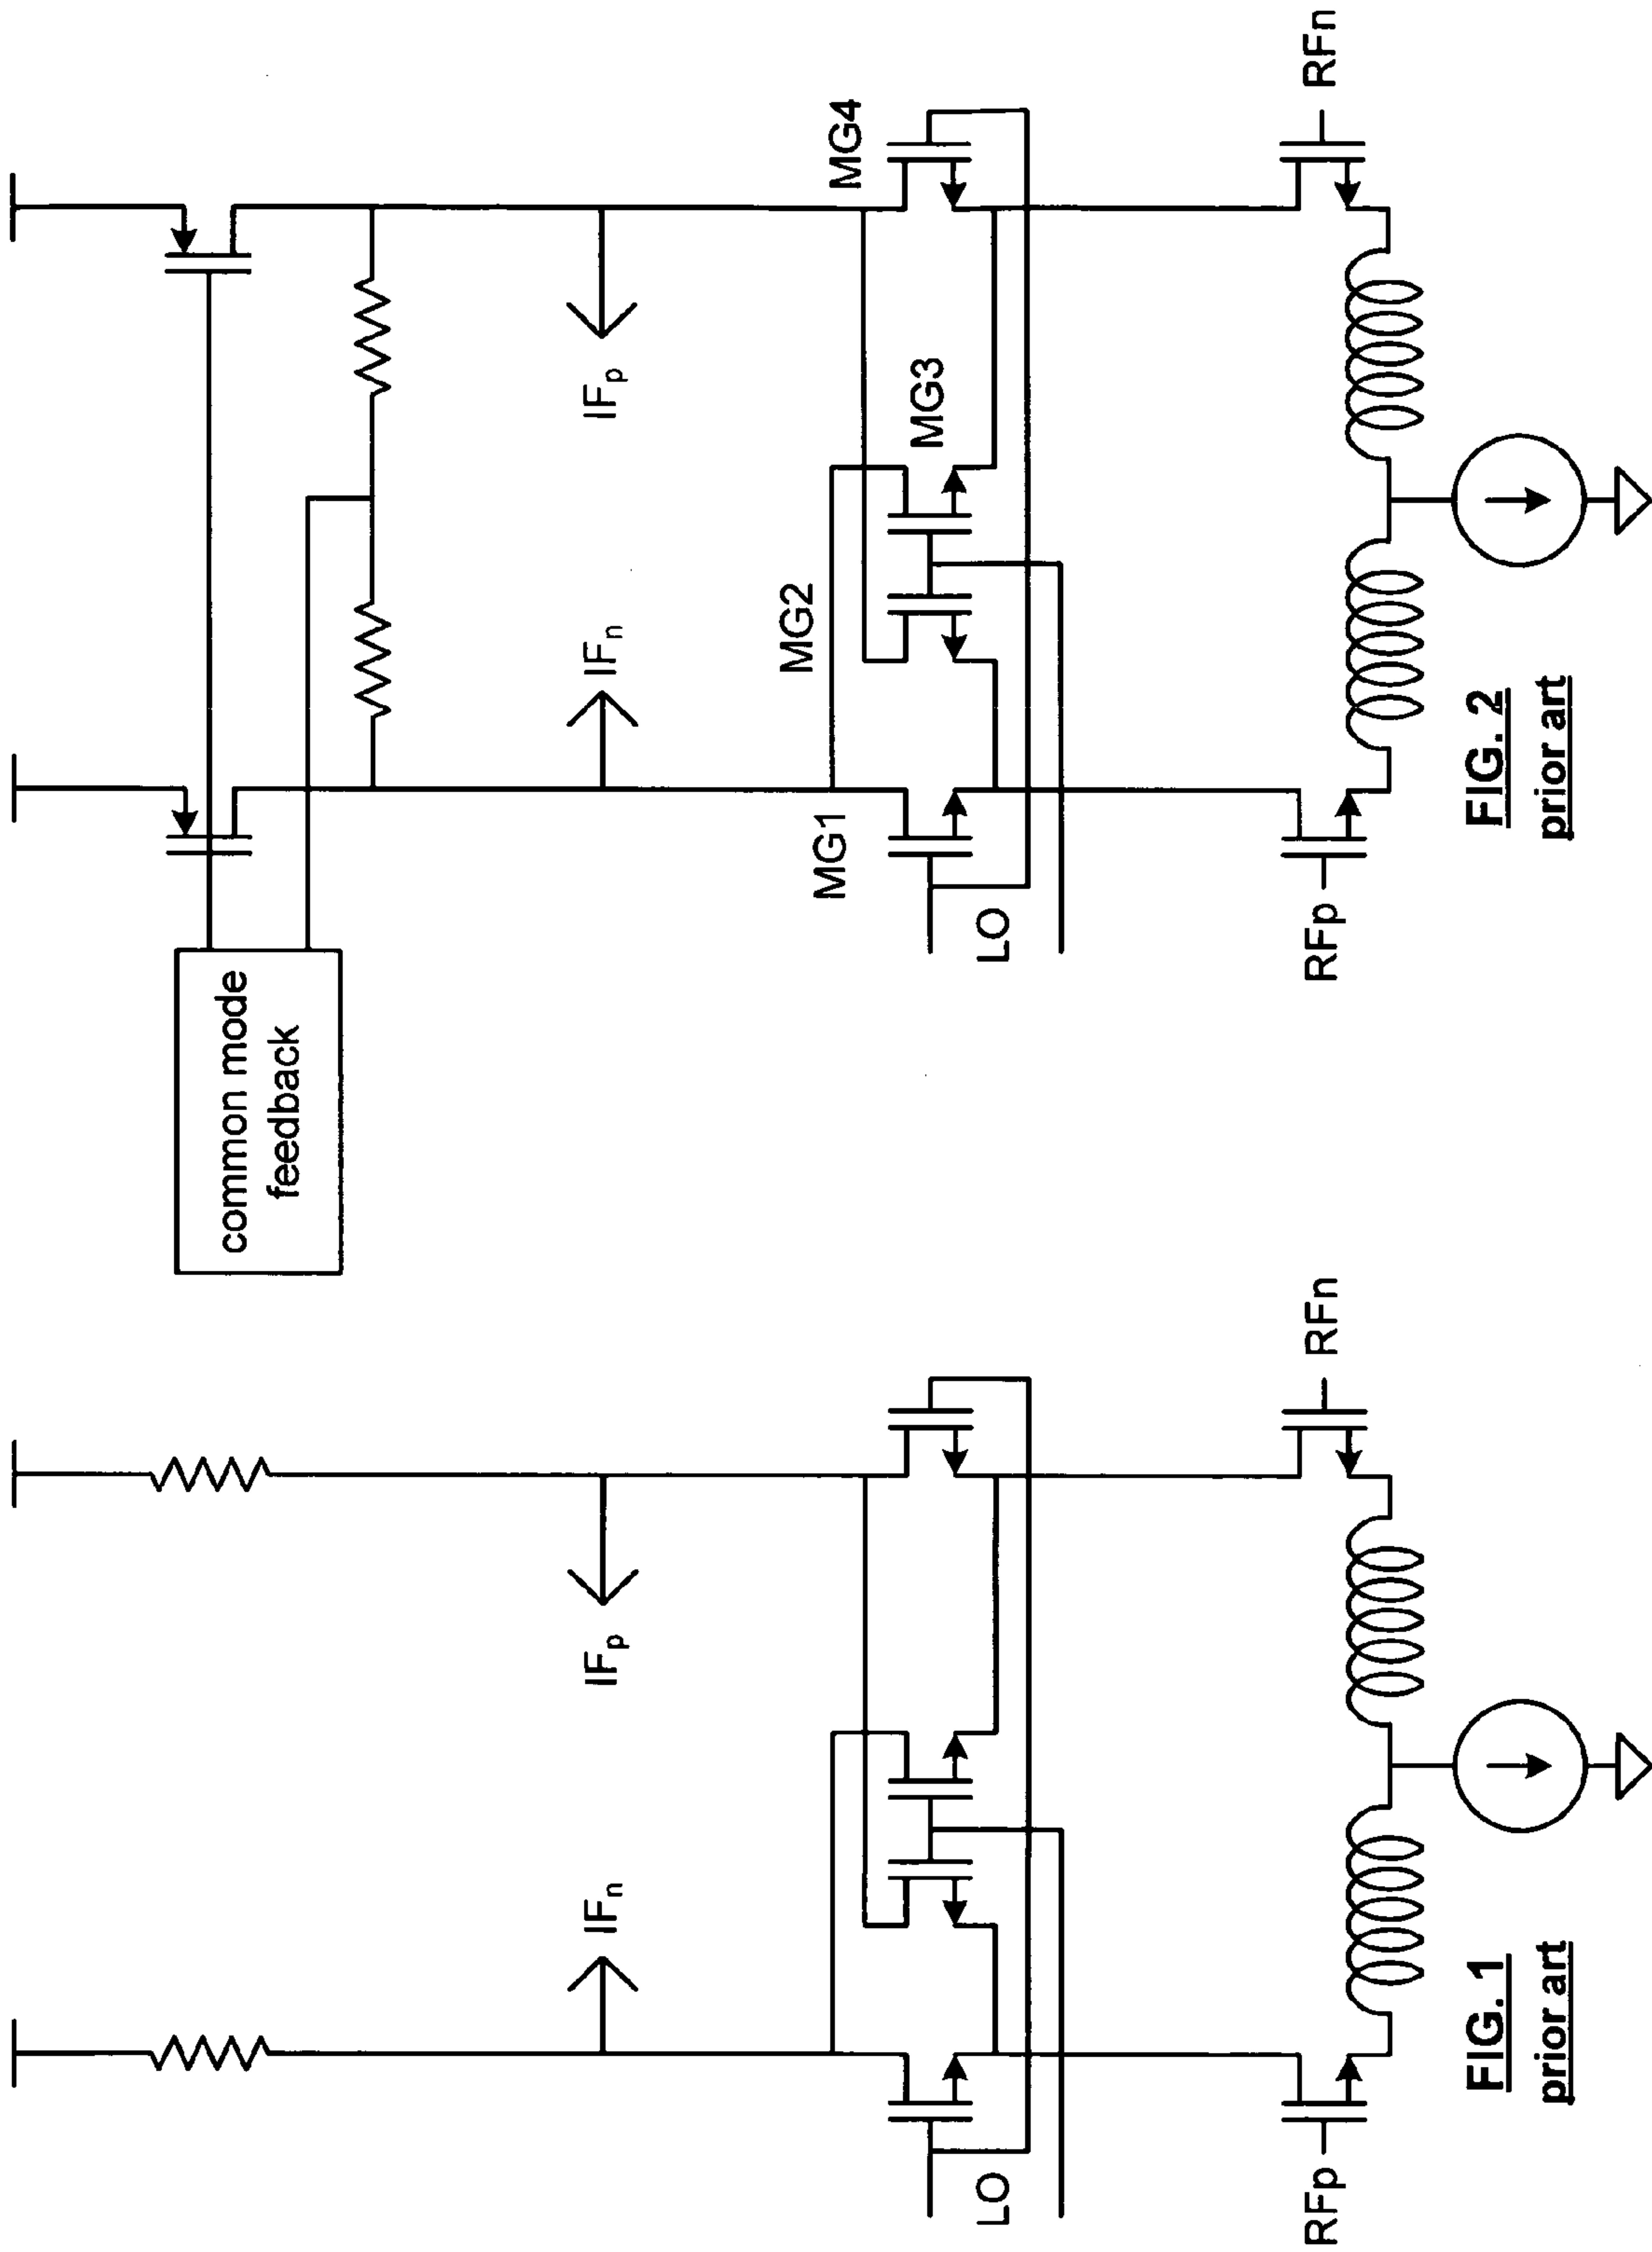 IFn
IFp
LO
RFp
RFn
FIG. 1
prior art
common mode
feedback
IFn
IFp
MG1
MG2
MG3
MG4
LO
RFp
RFn
FIG. 2
prior art